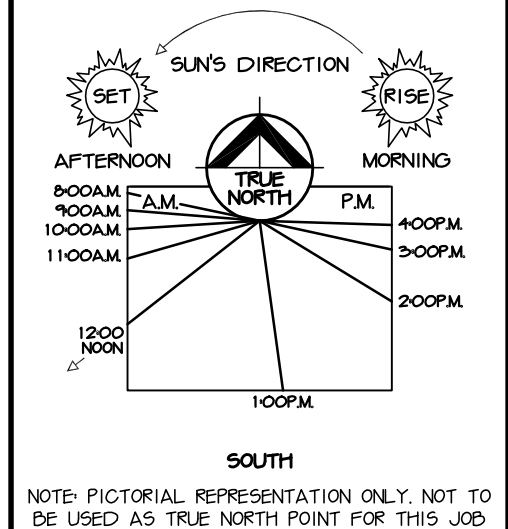 SUN'S DIRECTION
SET
RISE
AFTERNOON
MORNING
TRUE
NORTH
8:00A.M.
A.M.
P.M.
9:00A.M.
10:00A.M.
11:00A.M.
4:00P.M.
3:00P.M.
2:00P.M.
12:00
NOON
1:00P.M.
SOUTH
NOTE: PICTORIAL REPRESENTATION ONLY. NOT TO
BE USED AS TRUE NORTH POINT FOR THIS JOB